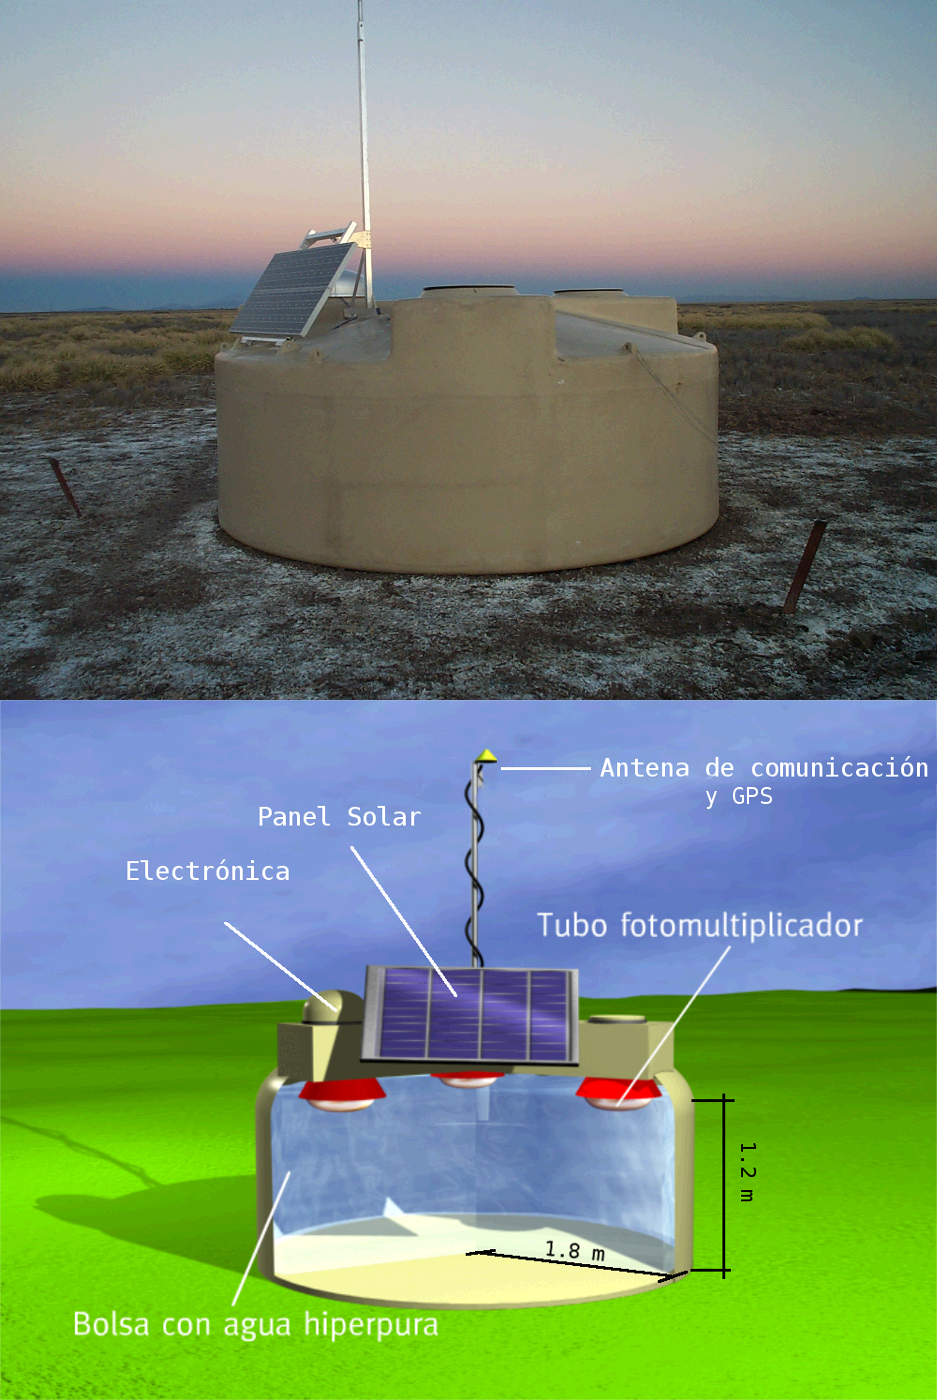 Antena de comunicación
y GPS
Panel Solar
Electrónica
Tubo fotomultiplicador
1.2 m
1.8 m
Bolsa con agua hiperpura